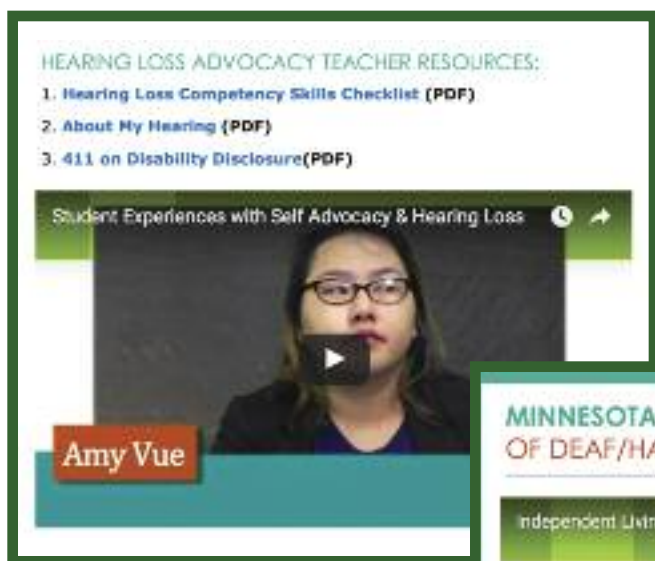 HEARING LOSS ADVOCACY TEACHER RESOURCES:
1. Hearing Loss Competency Skills Checklist (PDF)
2. About My Hearing (PDF)
3. 411 on Disability Disclosure(PDF)
Student Experiences with Self Advocacy & Hearing Loss
Amy Vue
MINNESOTA
OF DEAF/HA
Independent Livin